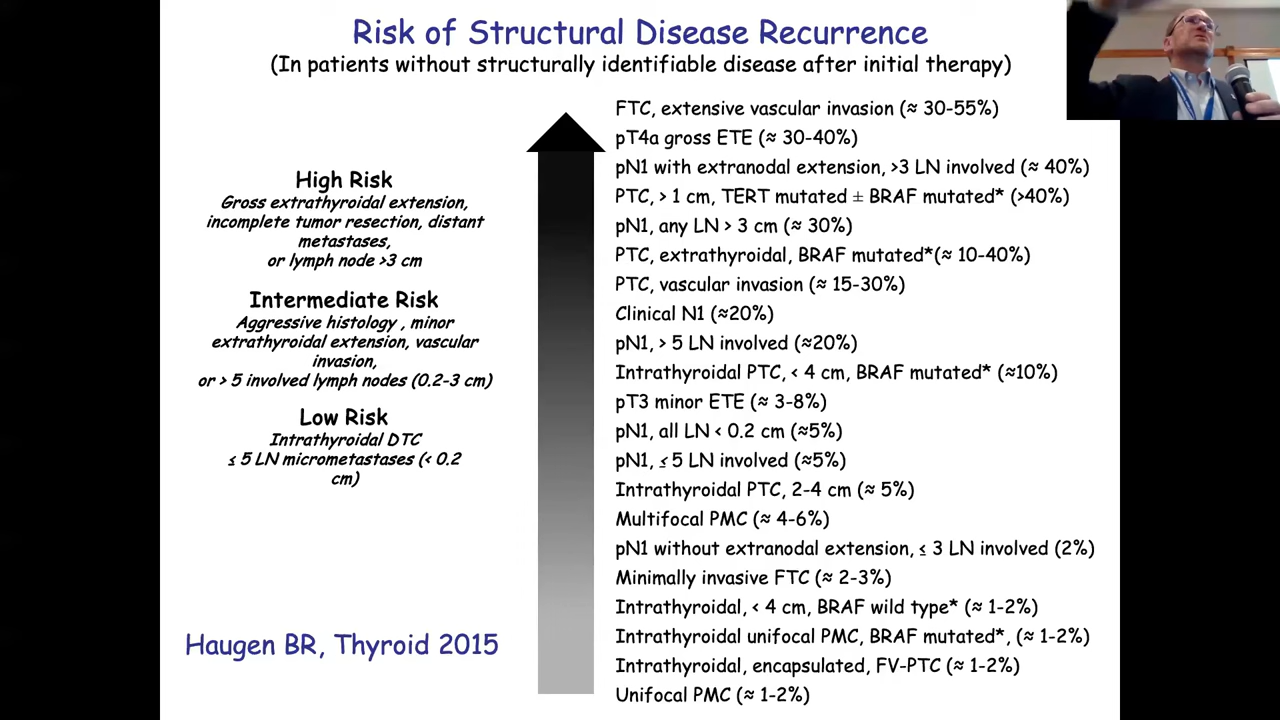 Risk of Structural Disease Recurrence
(In patients without structurally identifiable disease after initial therapy)
High Risk
Gross extrathyroidal extension,
incomplete tumor resection, distant
metastases,
or lymph node >3 cm
Intermediate Risk
Aggressive histology , minor
extrathyroidal extension, vascular
invasion,
or > 5 involved lymph nodes (0.2-3 cm)
Low Risk
Intrathyroidal DTC
≤ 5 LN micrometastases (< 0.2
cm)
Haugen BR, Thyroid 2015
FTC, extensive vascular invasion (≈ 30-55%)
pT4a gross ETE (≈ 30-40%)
pN1 with extranodal extension, >3 LN involved (≈ 40%)
PTC, > 1 cm, TERT mutated ± BRAF mutated* (>40%)
pN1, any LN > 3 cm (≈ 30%)
PTC, extrathyroidal, BRAF mutated*(≈ 10-40%)
PTC, vascular invasion (≈ 15-30%)
Clinical N1 (≈20%)
pN1, > 5 LN involved (≈20%)
Intrathyroidal PTC, < 4 cm, BRAF mutated* (≈10%)
pT3 minor ETE (≈ 3-8%)
pN1, all LN < 0.2 cm (≈5%)
pN1, ≤ 5 LN involved (≈5%)
Intrathyroidal PTC, 2-4 cm (≈ 5%)
Multifocal PMC (≈ 4-6%)
pN1 without extranodal extension, ≤ 3 LN involved (2%)
Minimally invasive FTC (≈ 2-3%)
Intrathyroidal, < 4 cm, BRAF wild type* (≈ 1-2%)
Intrathyroidal unifocal PMC, BRAF mutated*, (≈ 1-2%)
Intrathyroidal, encapsulated, FV-PTC (≈ 1-2%)
Unifocal PMC (≈ 1-2%)